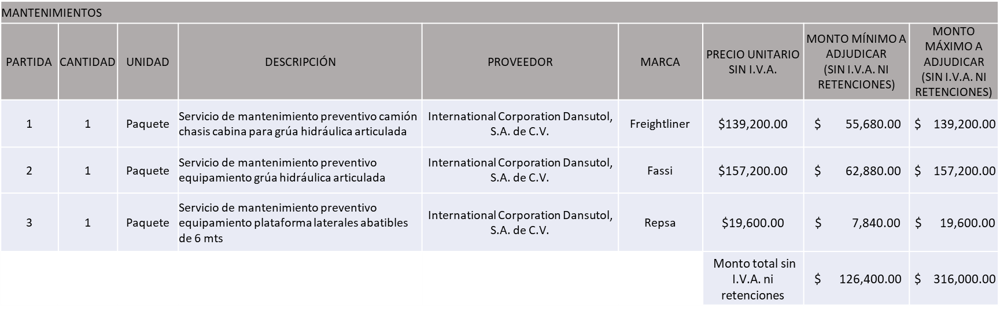 MANTENIMIENTOS
PARTIDA
CANTIDAD
UNIDAD
DESCRIPCIÓN
PROVEEDOR
MARCA
PRECIO UNITARIO
SIN I.V.A.
MONTO MÍNIMO A
ADJUDICAR
(SIN I.V.A. NI
RETENCIONES)
MONTO
MÁXIMO A
ADJUDICAR
(SIN I.V.A. NI
RETENCIONES)
1
1
Paquete
Servicio de mantenimiento preventivo camión
chasis cabina para grúa hidráulica articulada
International Corporation Dansutol,
S.A. de C.V.
Freightliner
$139,200.00
$ 55,680.00
$ 139,200.00
2
1
Paquete
Servicio de mantenimiento preventivo
equipamiento grúa hidráulica articulada
International Corporation Dansutol,
S.A. de C.V.
Fassi
$157,200.00
$ 62,880.00
$ 157,200.00
3
1
Paquete
Servicio de mantenimiento preventivo
equipamiento plataforma laterales abatibles
de 6 mts
International Corporation Dansutol,
S.A. de C.V.
Repsa
$19,600.00
$ 7,840.00
$ 19,600.00
Monto total sin
I.V.A. ni
retenciones
$ 126,400.00
$ 316,000.00